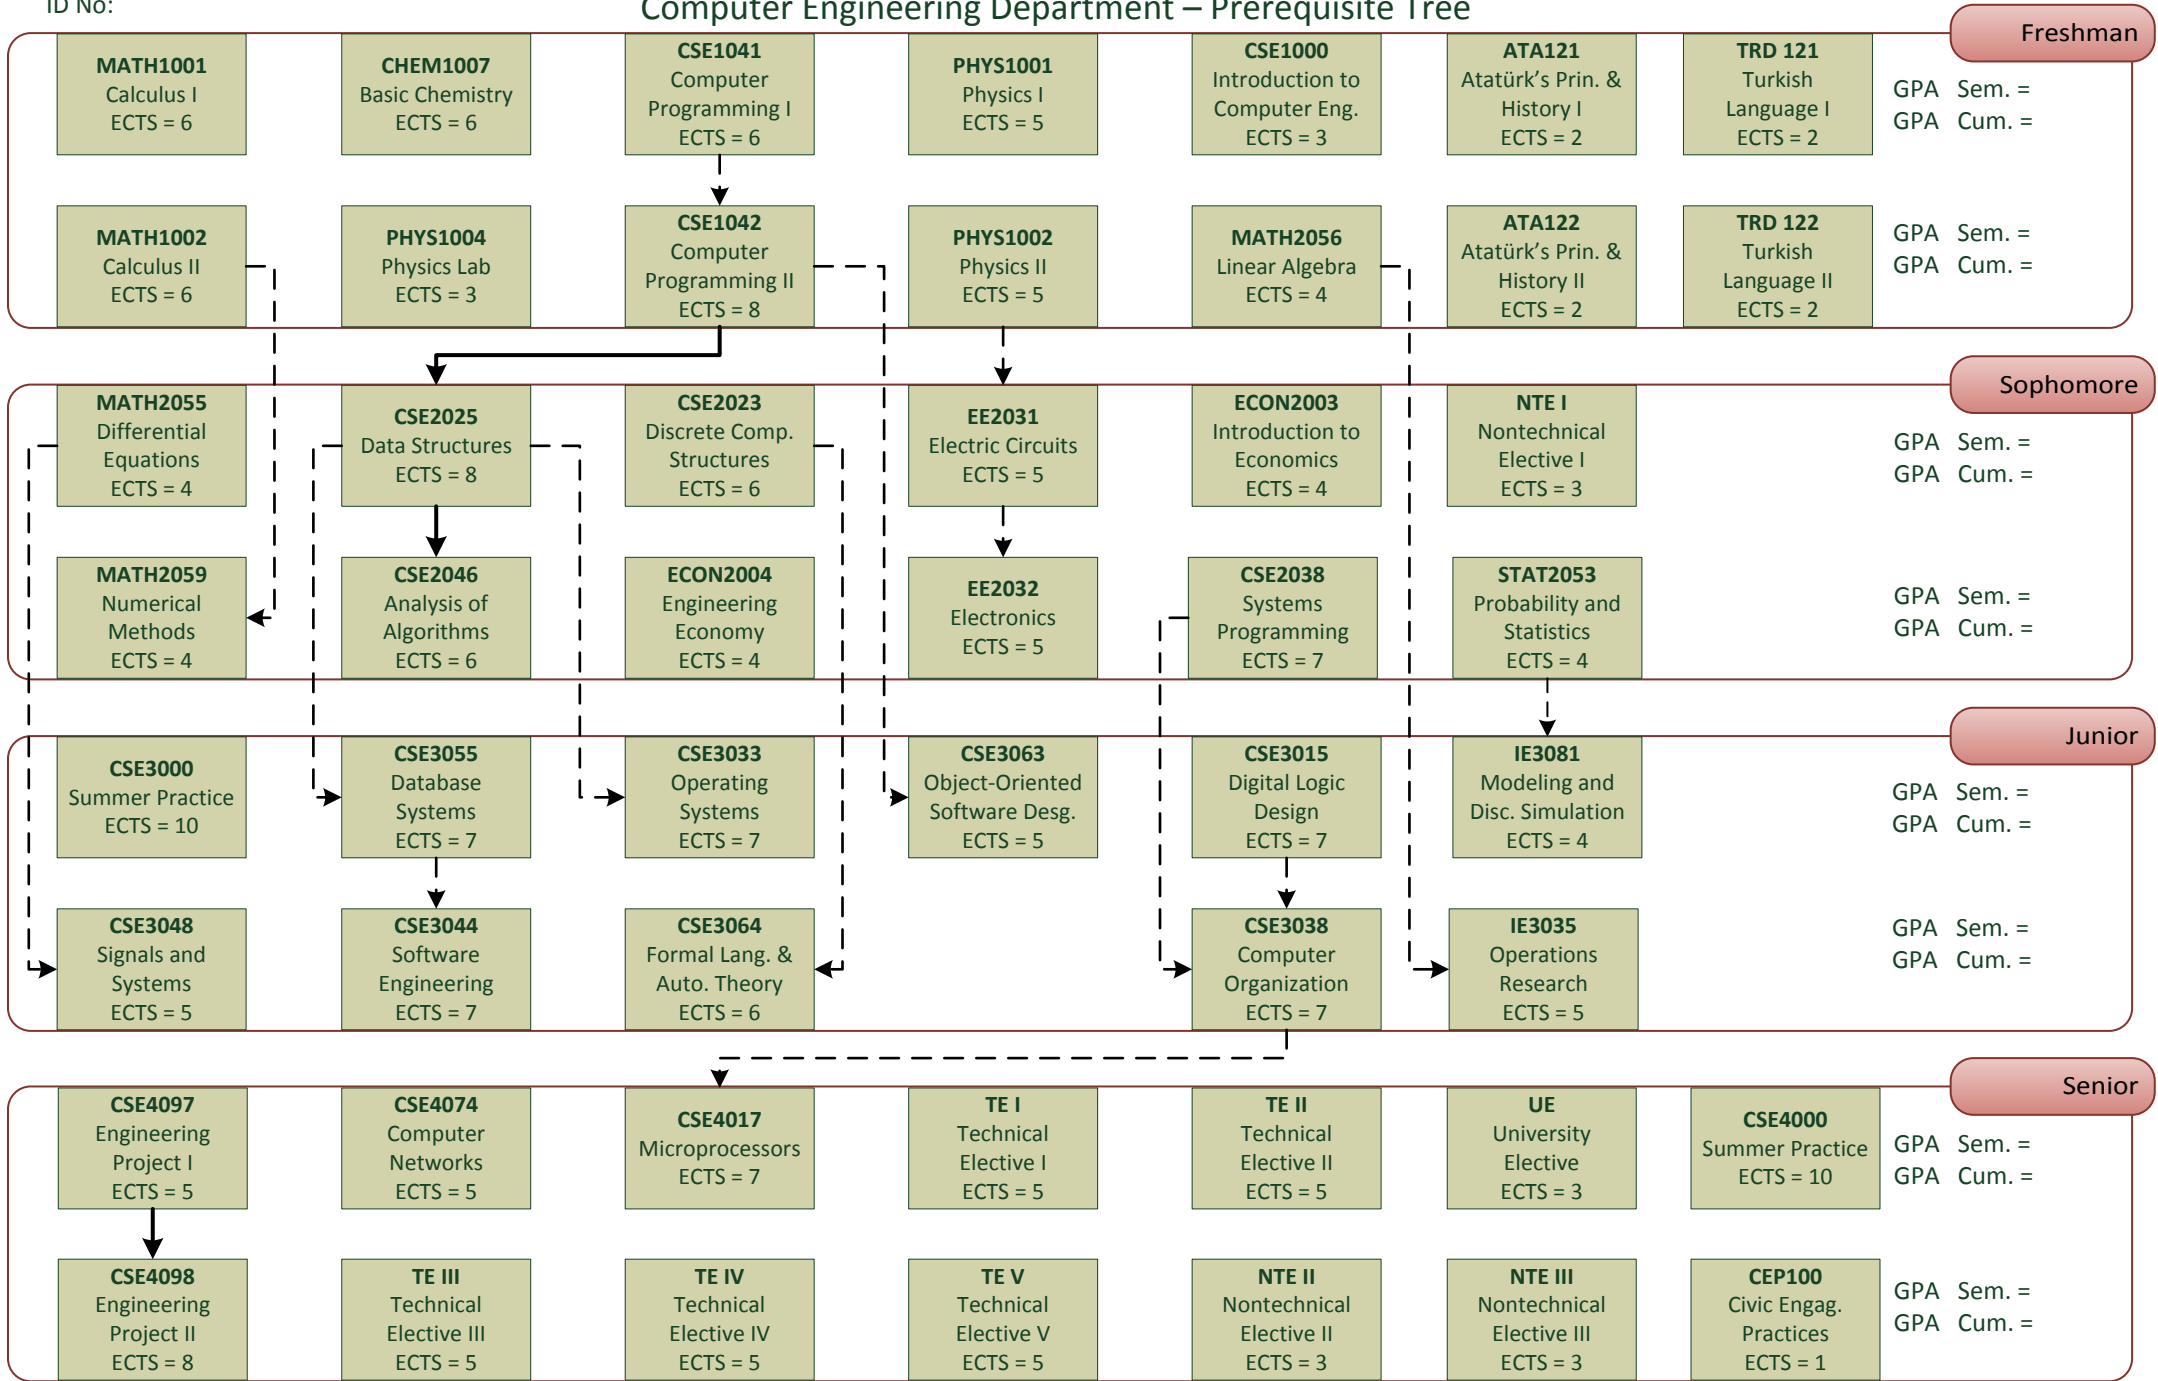 ID No:
Computer Engineering Department – Prerequisite Tree
Freshman
MATH1001
Calculus I
ECTS = 6
CHEM1007
Basic Chemistry
ECTS = 6
CSE1041
Computer
Programming I
ECTS = 6
PHYS1001
Physics I
ECTS = 5
CSE1000
Introduction to
Computer Eng.
ECTS = 3
ATA121
Atatürk's Prin. &
History I
ECTS = 2
TRD 121
Turkish
Language I
ECTS = 2
GPA Sem. =
GPA Cum. =
MATH1002
Calculus II
ECTS = 6
PHYS1004
Physics Lab
ECTS = 3
CSE1042
Computer
Programming II
ECTS = 8
PHYS1002
Physics II
ECTS = 5
MATH2056
Linear Algebra
ECTS = 4
ATA122
Atatürk's Prin. &
History II
ECTS = 2
TRD 122
Turkish
Language II
ECTS = 2
GPA Sem. =
GPA Cum. =
Sophomore
MATH2055
Differential
Equations
ECTS = 4
CSE2025
Data Structures
ECTS = 8
CSE2023
Discrete Comp.
Structures
ECTS = 6
EE2031
Electric Circuits
ECTS = 5
ECON2003
Introduction to
Economics
ECTS = 4
NTE I
Nontechnical
Elective I
ECTS = 3
GPA Sem. =
GPA Cum. =
MATH2059
Numerical
Methods
ECTS = 4
CSE2046
Analysis of
Algorithms
ECTS = 6
ECON2004
Engineering
Economy
ECTS = 4
EE2032
Electronics
ECTS = 5
CSE2038
Systems
Programming
ECTS = 7
STAT2053
Probability and
Statistics
ECTS = 4
GPA Sem. =
GPA Cum. =
Junior
CSE3000
Summer Practice
ECTS = 10
CSE3055
Database
Systems
ECTS = 7
CSE3033
Operating
Systems
ECTS = 7
CSE3063
Object-Oriented
Software Desg.
ECTS = 5
CSE3015
Digital Logic
Design
ECTS = 7
IE3081
Modeling and
Disc. Simulation
ECTS = 4
GPA Sem. =
GPA Cum. =
CSE3048
Signals and
Systems
ECTS = 5
CSE3044
Software
Engineering
ECTS = 7
CSE3064
Formal Lang. &
Auto. Theory
ECTS = 6
CSE3038
Computer
Organization
ECTS = 7
IE3035
Operations
Research
ECTS = 5
GPA Sem. =
GPA Cum. =
Senior
CSE4097
Engineering
Project I
ECTS = 5
CSE4074
Computer
Networks
ECTS = 5
CSE4017
Microprocessors
ECTS = 7
TE I
Technical
Elective I
ECTS = 5
TE II
Technical
Elective II
ECTS = 5
UE
University
Elective
ECTS = 3
CSE4000
Summer Practice
ECTS = 10
GPA Sem. =
GPA Cum. =
CSE4098
Engineering
Project II
ECTS = 8
TE III
Technical
Elective III
ECTS = 5
TE IV
Technical
Elective IV
ECTS = 5
TE V
Technical
Elective V
ECTS = 5
NTE II
Nontechnical
Elective II
ECTS = 3
NTE III
Nontechnical
Elective III
ECTS = 3
CEP100
Civic Engag.
Practices
ECTS = 1
GPA Sem. =
GPA Cum. =